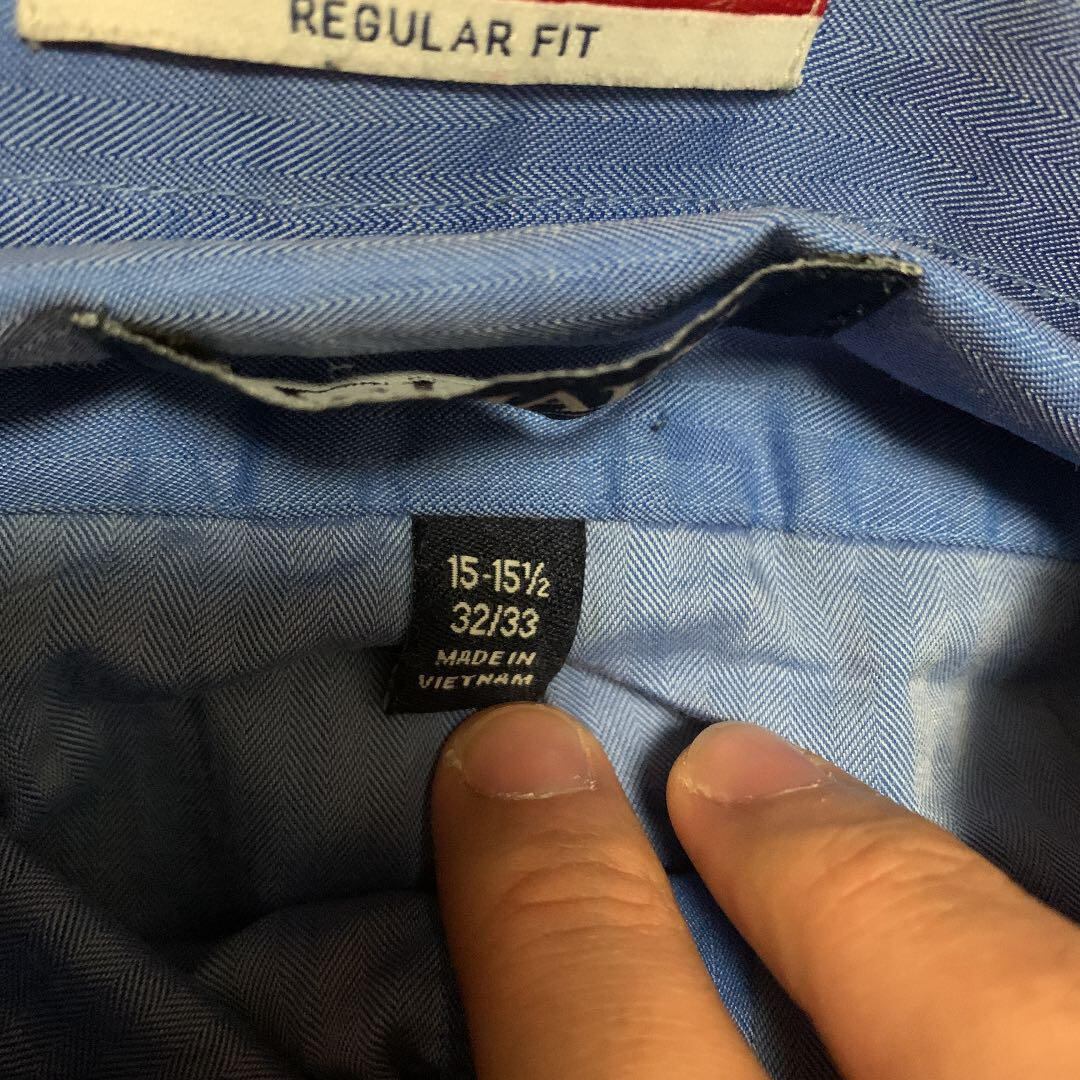 REGULAR FIT
15-15½
32/33
MADE IN
VIETNAM